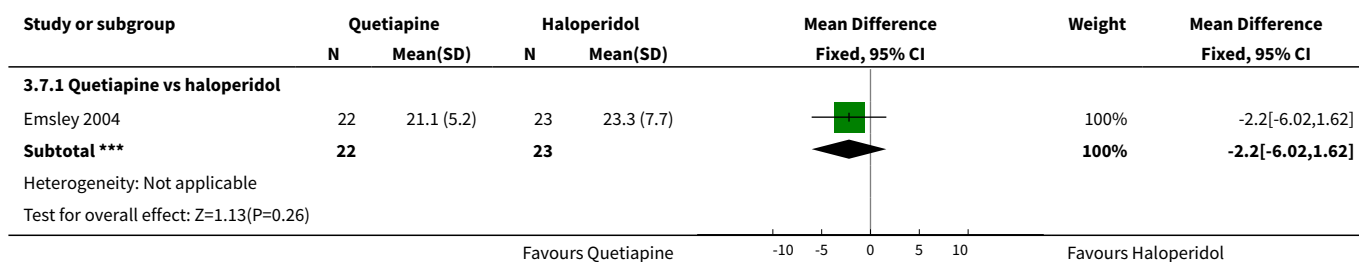 Study or subgroup Quetiapine Haloperidol Mean Difference Weight Mean Difference
N Mean(SD) N Mean(SD) Fixed, 95% CI Fixed, 95% CI
3.7.1 Quetiapine vs haloperidol
Emsley 2004 22 21.1 (5.2) 23 23.3 (7.7) 100% -2.2[-6.02,1.62]
Subtotal *** 22 23 100% -2.2[-6.02,1.62]
Heterogeneity: Not applicable
Test for overall effect: Z=1.13(P=0.26)
Favours Quetiapine -10 -5 0 5 10 Favours Haloperidol